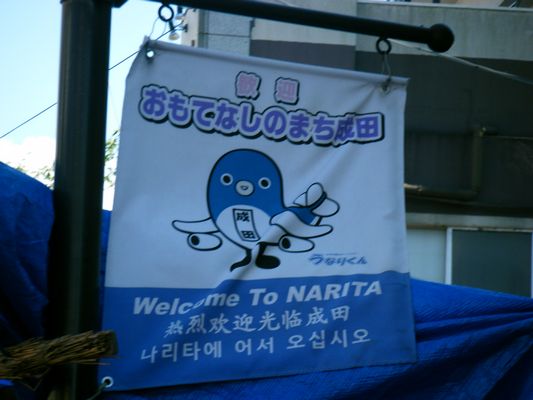 歓迎
おもてなしのまち成田
成田
うなりくん
Welcome To NARITA
热烈欢迎光临成田
나리타에 어서 오십시오